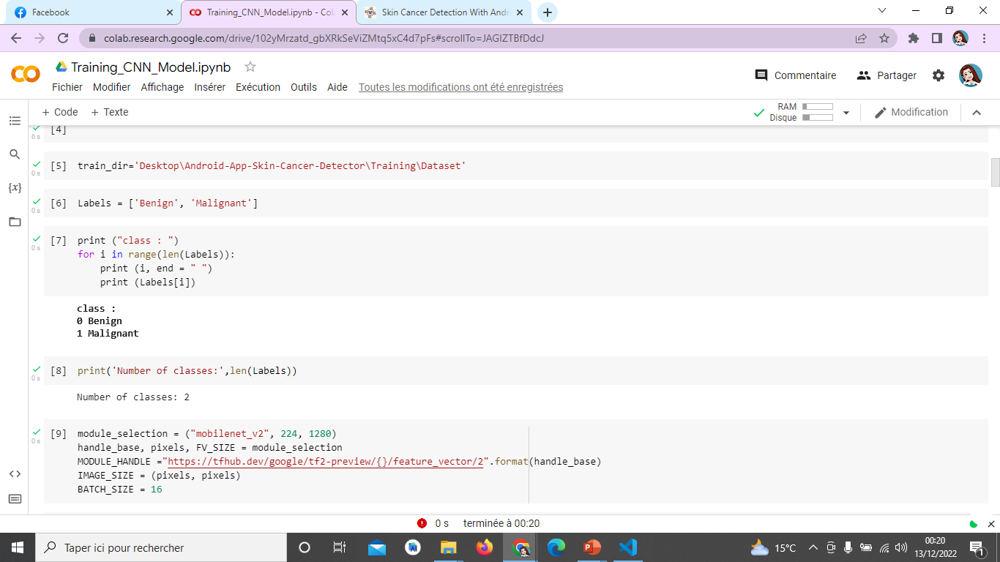 Facebook
Training_CNN_Model.ipynb - Col
Skin Cancer Detection With Andr
colab.research.google.com/drive/102yMrzatd_gbXRkSeViZMtq5xC4d7pFs#scrollTo=JAGIZTBfDdcJ
Training_CNN_Model.ipynb
Commentaire
Partager
Fichier Modifier Affichage Insérer Exécution Outils Aide Toutes les modifications ont été enregistrées
+ Code + Texte
RAM
Disque
Modification
[4]
6 s
[5] train_dir='Desktop\Android-App-Skin-Cancer-Detector\Training\Dataset'
0 s
[6] Labels = ['Benign', 'Malignant']
0 s
[7] print ("class : ")
0 s
for i in range(len(Labels)):
print (i, end = " ")
print (Labels[i])
class :
0 Benign
1 Malignant
[8] print('Number of classes:',len(Labels))
0 s
Number of classes: 2
[9] module_selection = ("mobilenet_v2", 224, 1280)
0 s
handle_base, pixels, FV_SIZE = module_selection
MODULE_HANDLE ="https://tfhub.dev/google/tf2-preview/{}/feature_vector/2".format(handle_base)
IMAGE_SIZE = (pixels, pixels)
BATCH_SIZE = 16
0 s terminée à 00:20
Taper ici pour rechercher
15°C
00:20
13/12/2022
1